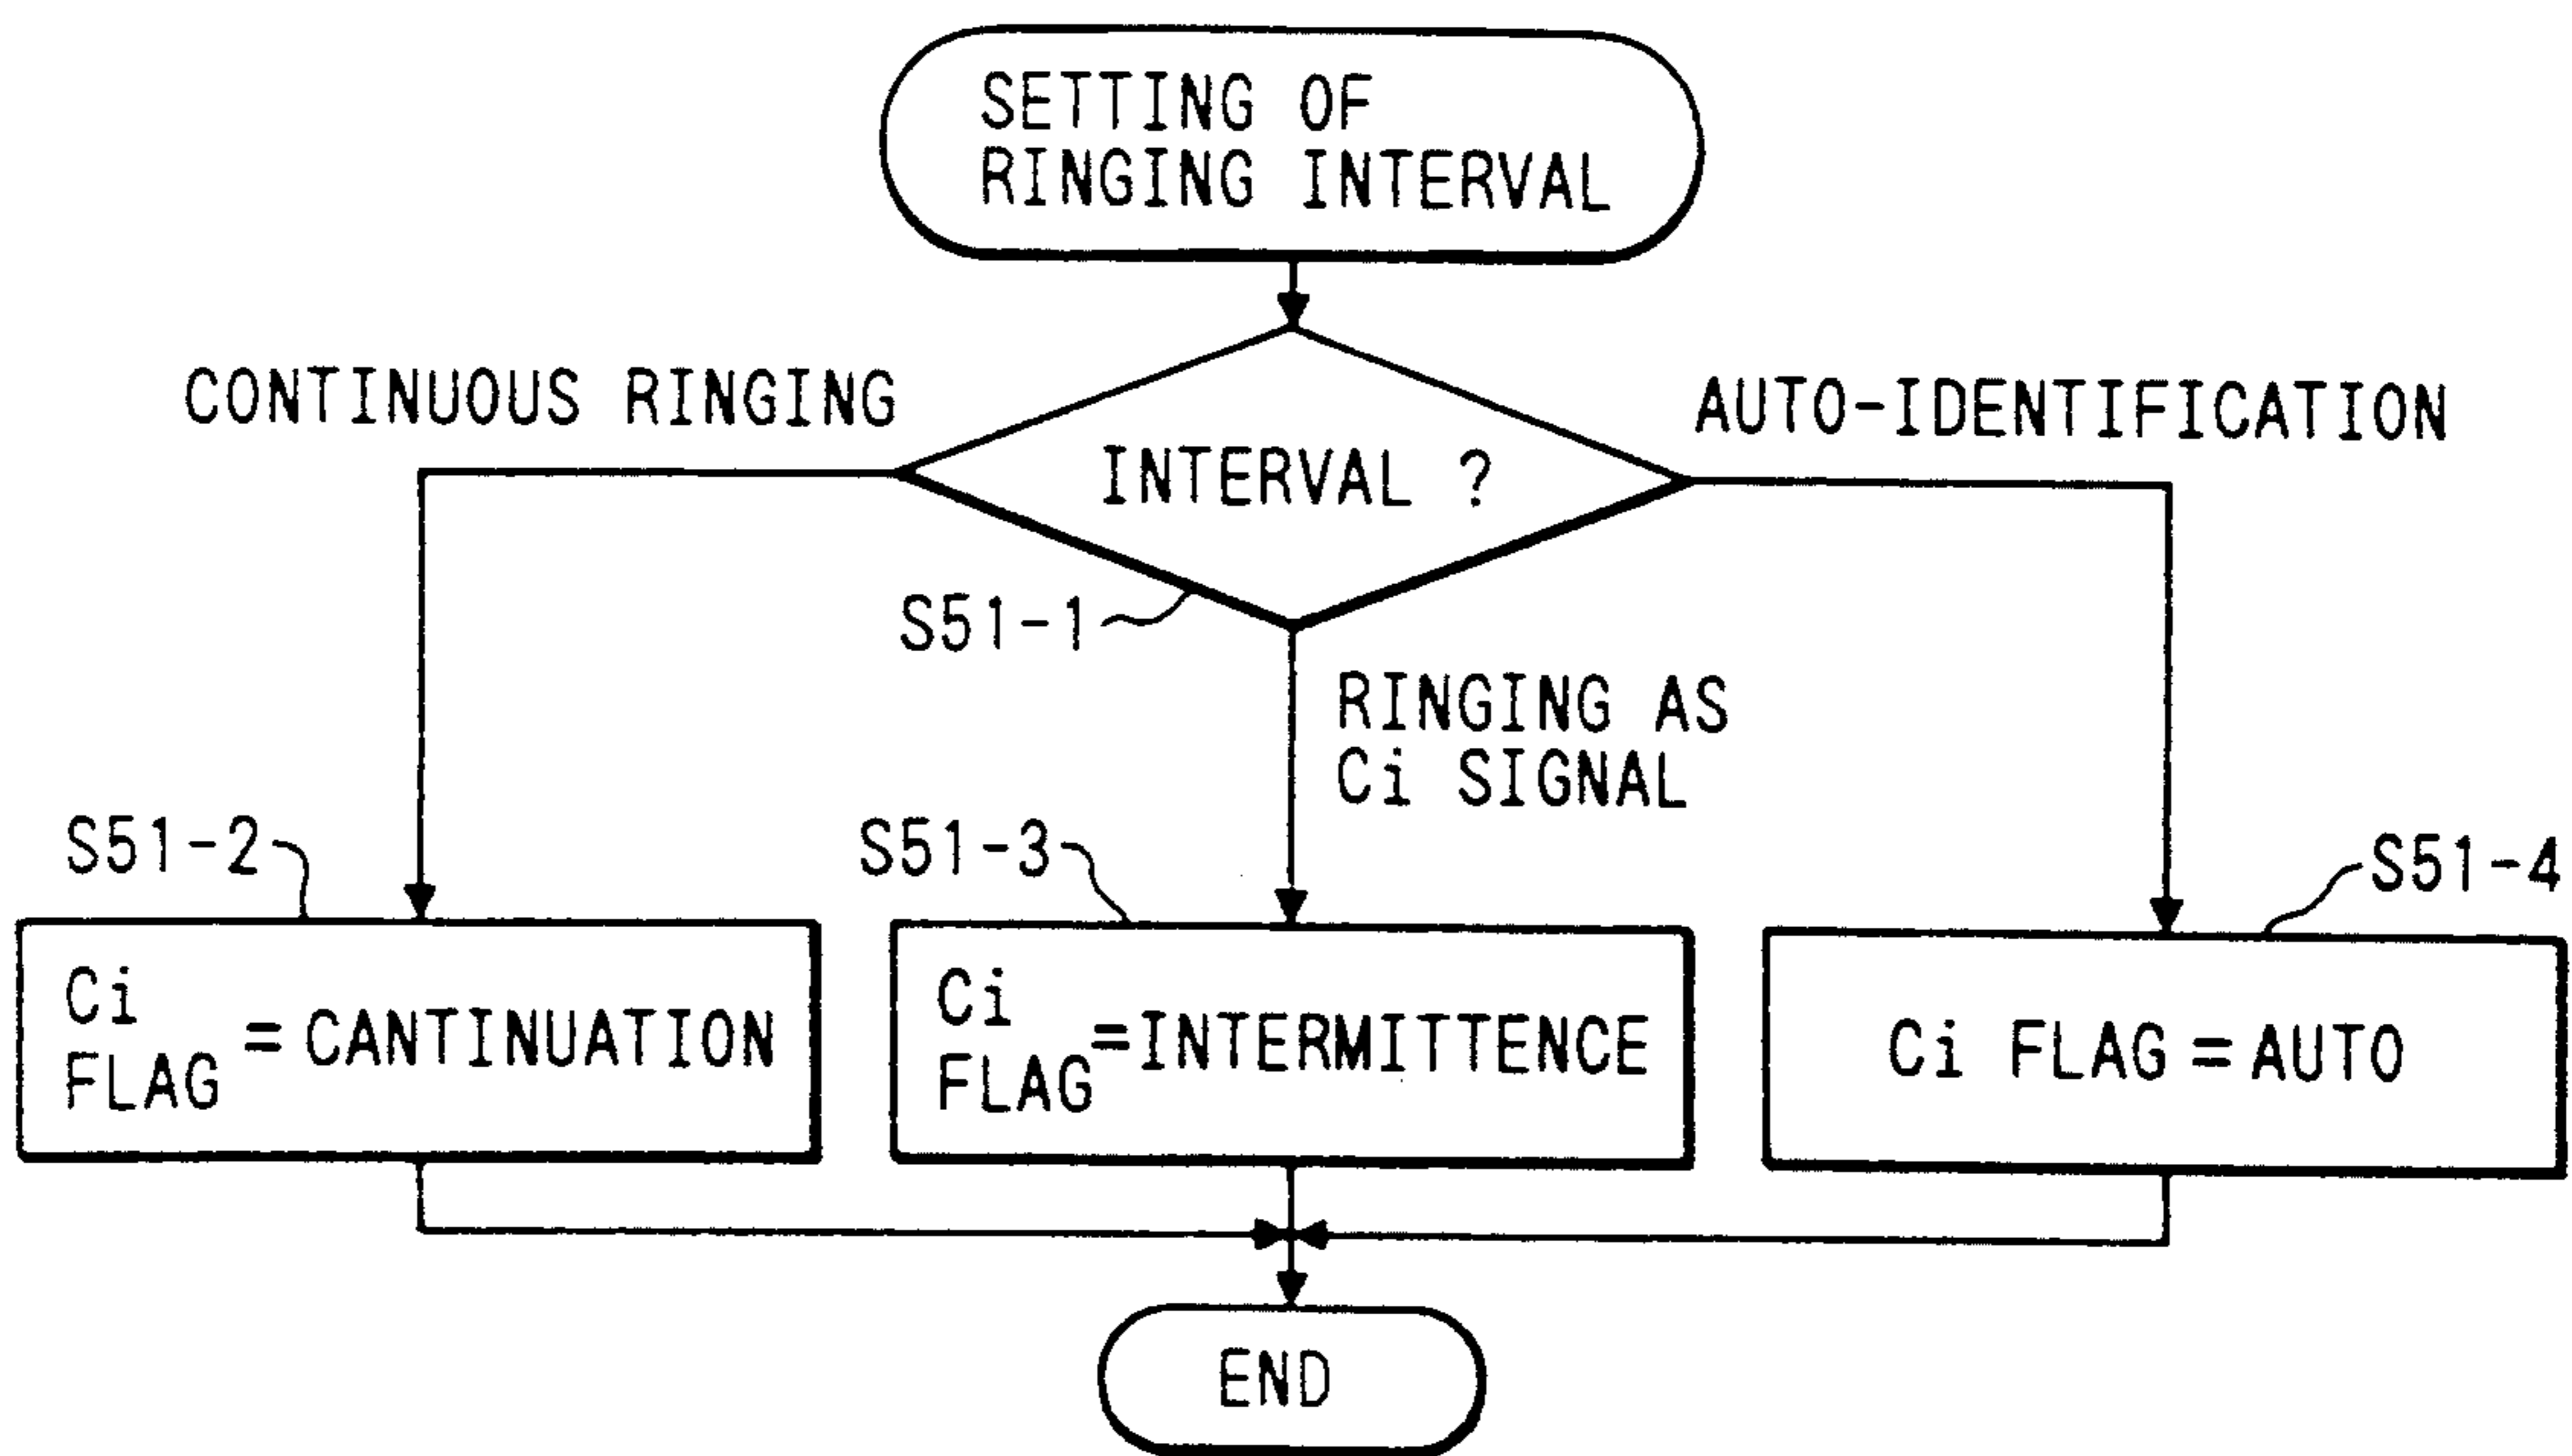 SETTING OF
RINGING INTERVAL
CONTINUOUS RINGING
INTERVAL ?
AUTO-IDENTIFICATION
S51-1
RINGING AS
Ci SIGNAL
S51-2
S51-3
S51-4
Ci
FLAG = CANTINUATION
Ci
FLAG =INTERMITTENCE
Ci FLAG = AUTO
END